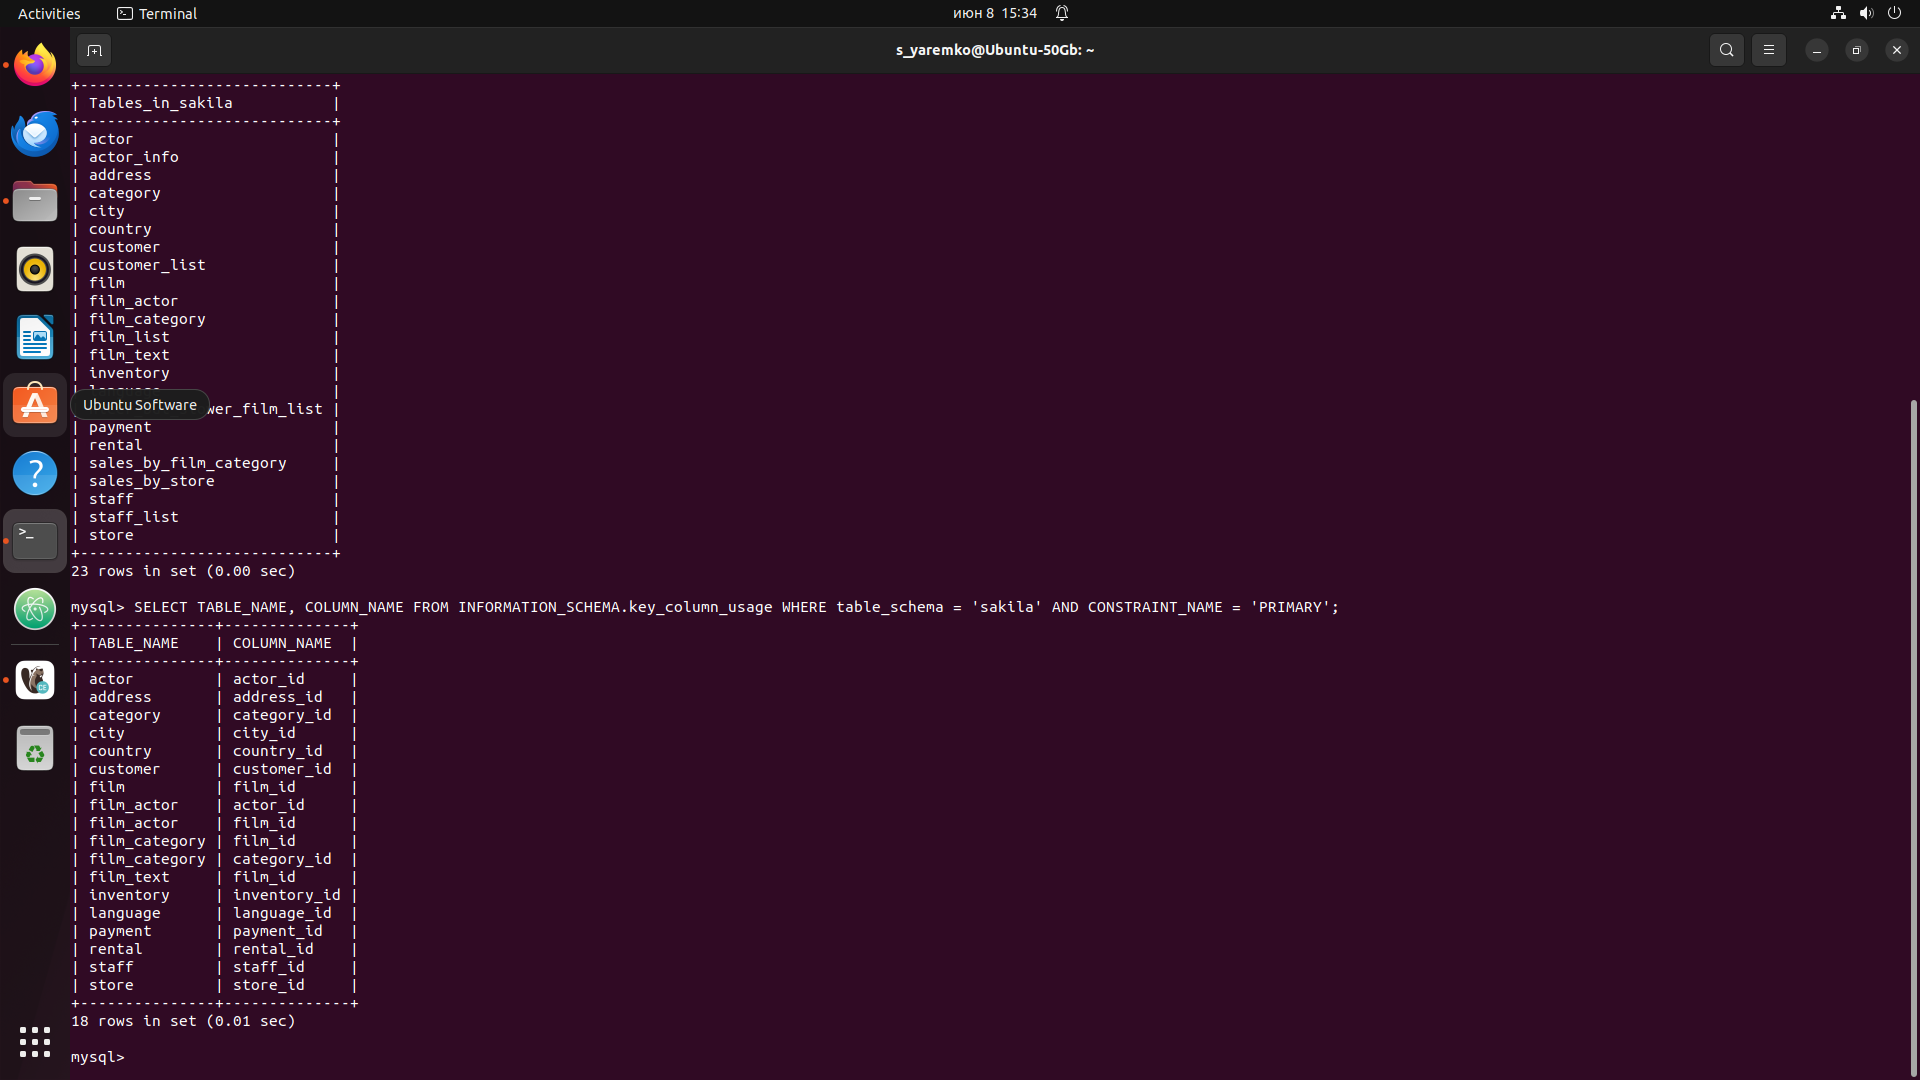 Activities
Terminal
июн 8 15:34
s_yaremko@Ubuntu-50Gb: ~
+----------------------------+
| Tables_in_sakila           |
+----------------------------+
| actor                      |
| actor_info                 |
| address                    |
| category                   |
| city                       |
| country                    |
| customer                   |
| customer_list              |
| film                       |
| film_actor                 |
| film_category              |
| film_list                  |
| film_text                  |
| inventory                  |
Ubuntu Software
wer_film_list |
| payment                    |
| rental                     |
| sales_by_film_category     |
| sales_by_store             |
| staff                      |
| staff_list                 |
| store                      |
+----------------------------+
23 rows in set (0.00 sec)
mysql> SELECT TABLE_NAME, COLUMN_NAME FROM INFORMATION_SCHEMA.key_column_usage WHERE table_schema = 'sakila' AND CONSTRAINT_NAME = 'PRIMARY';
+---------------+--------------+
| TABLE_NAME    | COLUMN_NAME  |
+---------------+--------------+
| actor         | actor_id     |
| address       | address_id   |
| category      | category_id  |
| city          | city_id      |
| country       | country_id   |
| customer      | customer_id  |
| film          | film_id      |
| film_actor    | actor_id     |
| film_actor    | film_id      |
| film_category | film_id      |
| film_category | category_id  |
| film_text     | film_id      |
| inventory     | inventory_id |
| language      | language_id  |
| payment       | payment_id   |
| rental        | rental_id    |
| staff         | staff_id     |
| store         | store_id     |
+---------------+--------------+
18 rows in set (0.01 sec)
mysql>